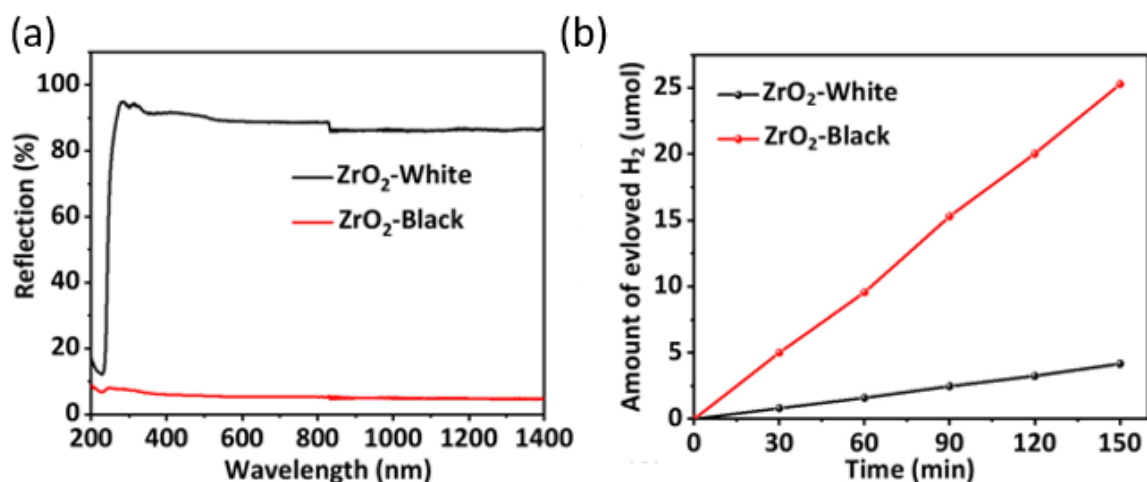 (a)
Reflection (%)
100
80
60
40
20
0
ZrO₂-White
ZrO₂-Black
200 400 600 800 1000 1200 1400
Wavelength (nm)
(b)
Amount of evloved H₂ (umol)
25
20
15
10
5
0
ZrO₂-White
ZrO₂-Black
0 30 60 90 120 150
Time (min)